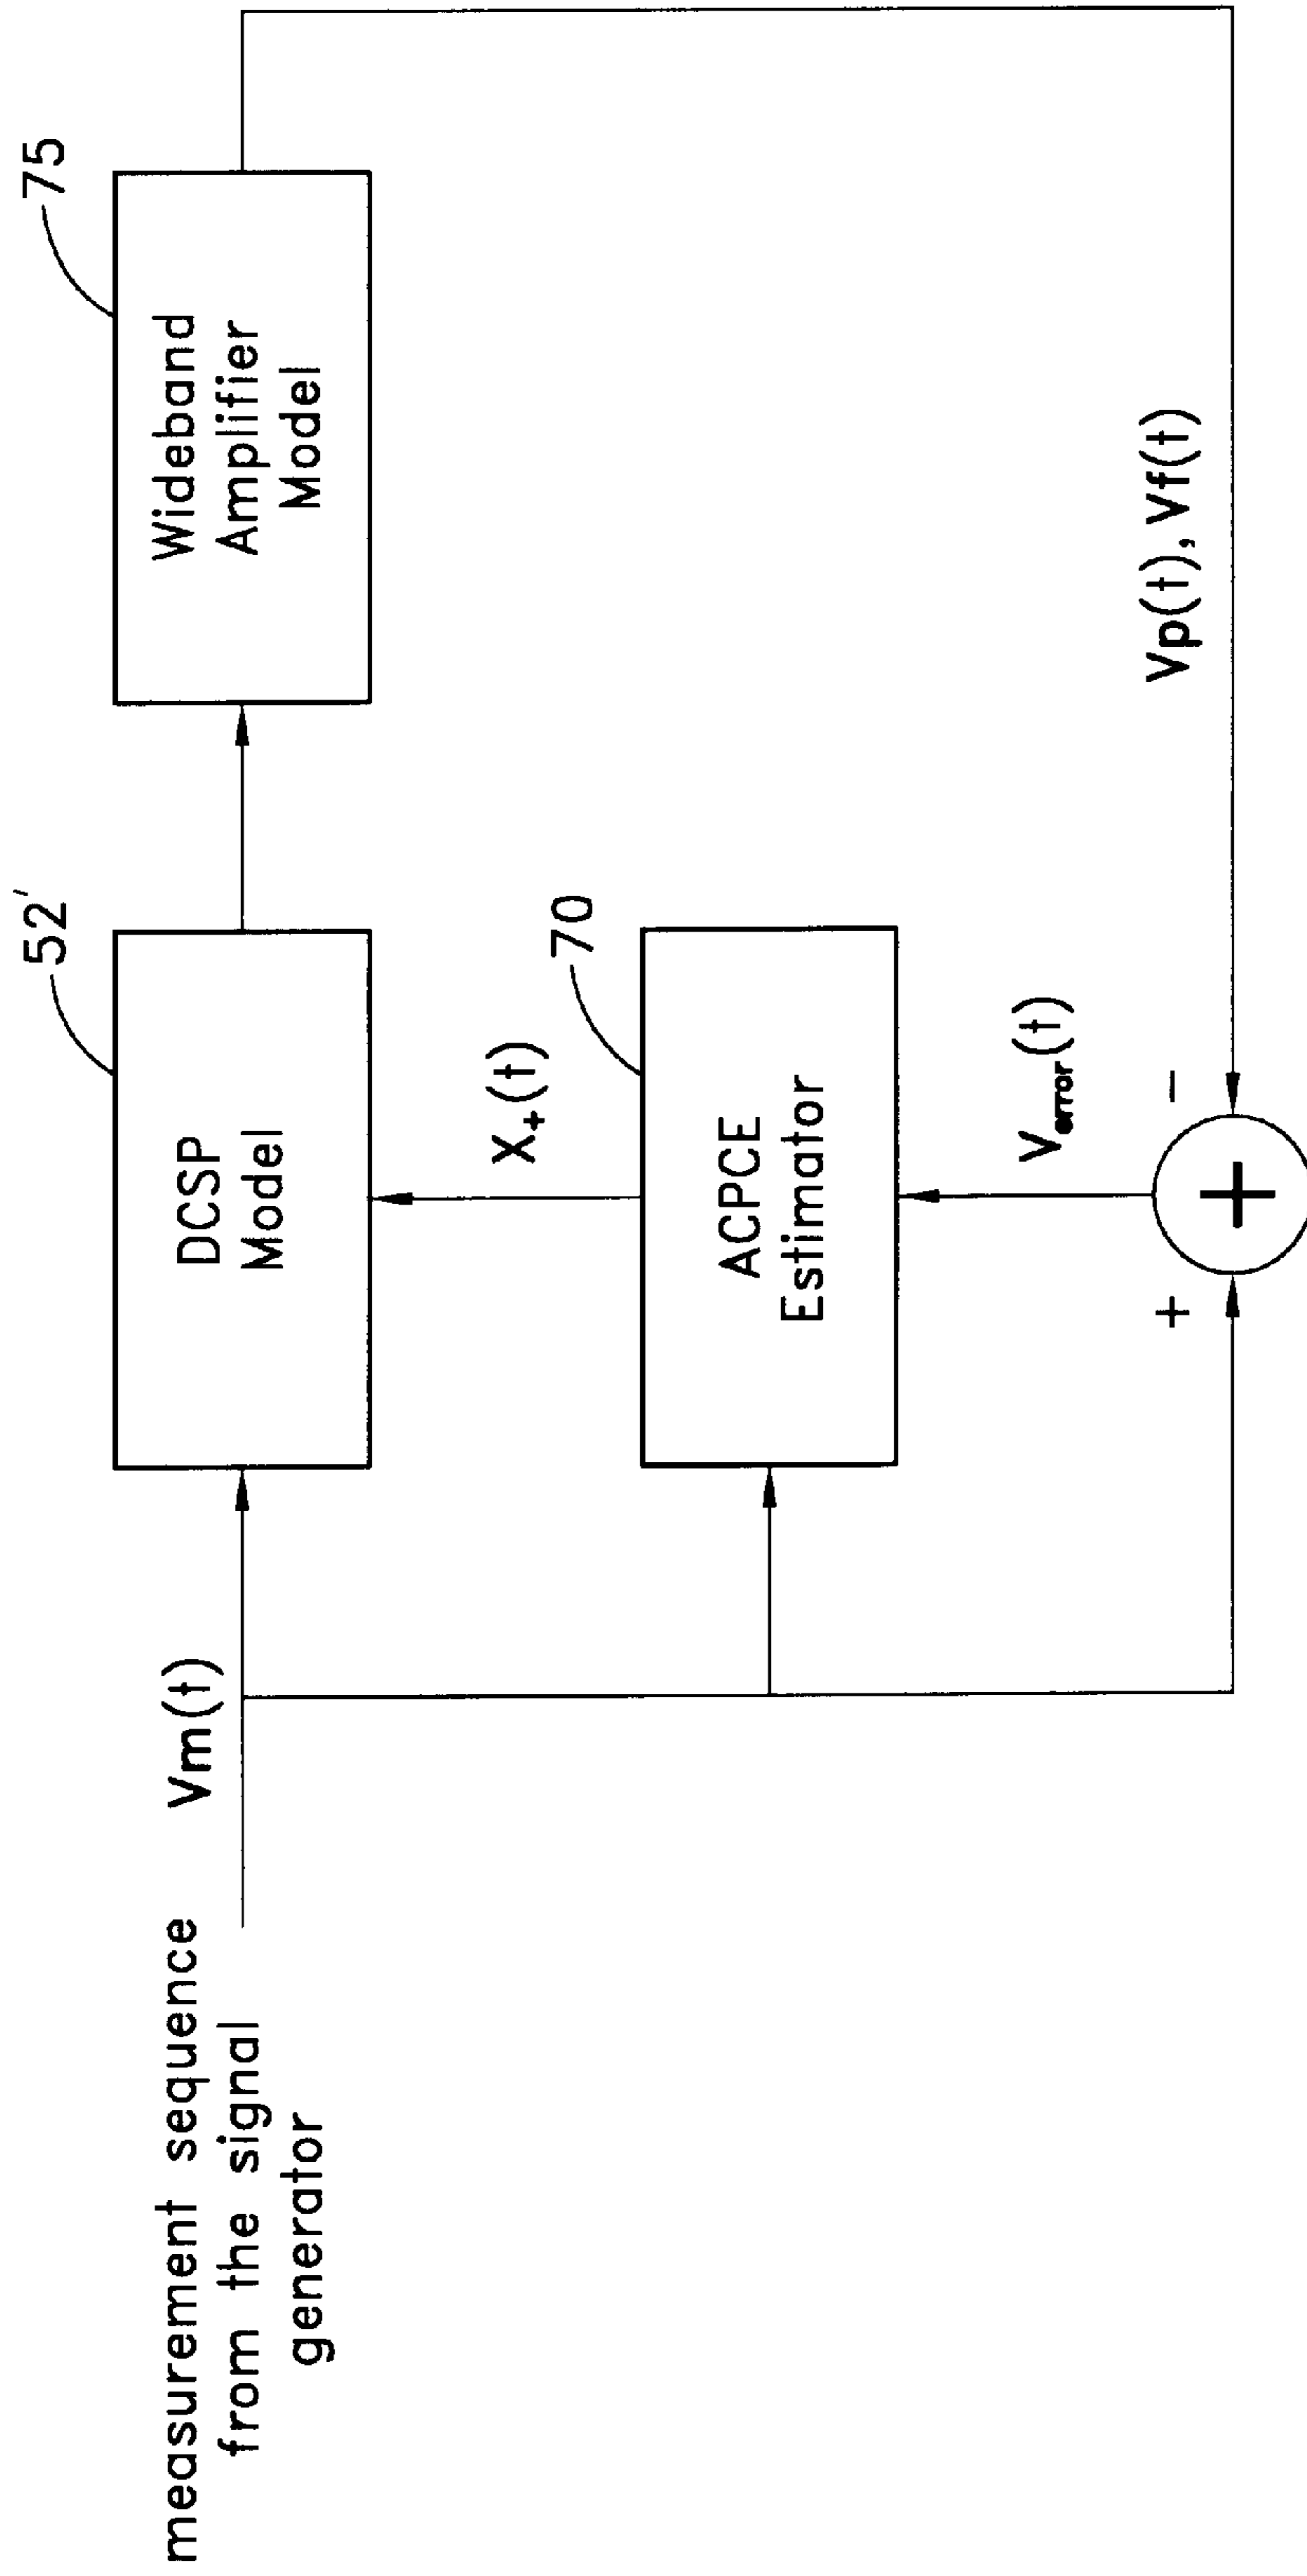 measurement sequence
from the signal
generator
Vm(t)
52'
DCSP
Model
75
Wideband
Amplifier
Model
X₊(t)
70
ACPCE
Estimator
V_error(t)
+
−
+
Vp(t), Vf(t)